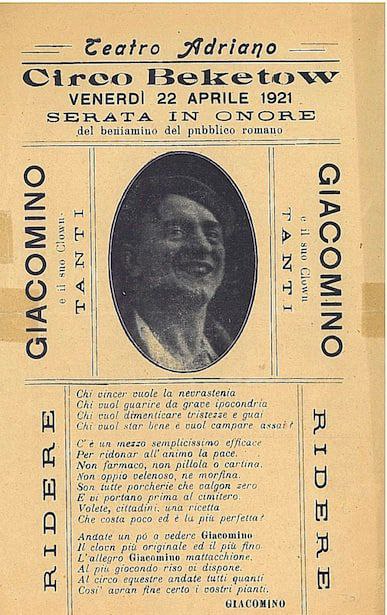 Teatro Adriano
Circo Beketow
VENERDÌ 22 APRILE 1921
SERATA IN ONORE
del beniamino del pubblico romano
GIACOMINO
e il suo Clown
TANTI
TANTI
e il suo Clown
GIACOMINO
RIDERE
Chi vincer vuole la nevrastenia
Chi vuol guarire da grave ipocondria
Chi vuol dimenticare tristezze e guai
Chi vuol star bene e vuol campare assai?
C'è un mezzo semplicissimo efficace
Per ridonar all'animo la pace.
Non farmaco, non pillola o cartina.
Non oppio velenoso, ne morfina.
Son tutte porcherie che valgon zero
E vi portano prima al cimitero.
Volete, cittadini, una ricetta
Che costa poco ed è la più perfetta?
Andate un pò a vedere Giacomino
Il clovn più originale ed il più fino
L'allegro Giacomino mattacchione.
Al più giocondo riso vi dispone.
Al circo equestre andate tutti quanti
Cosi' avran fine certo i vostri pianti.
GIACOMINO
RIDERE